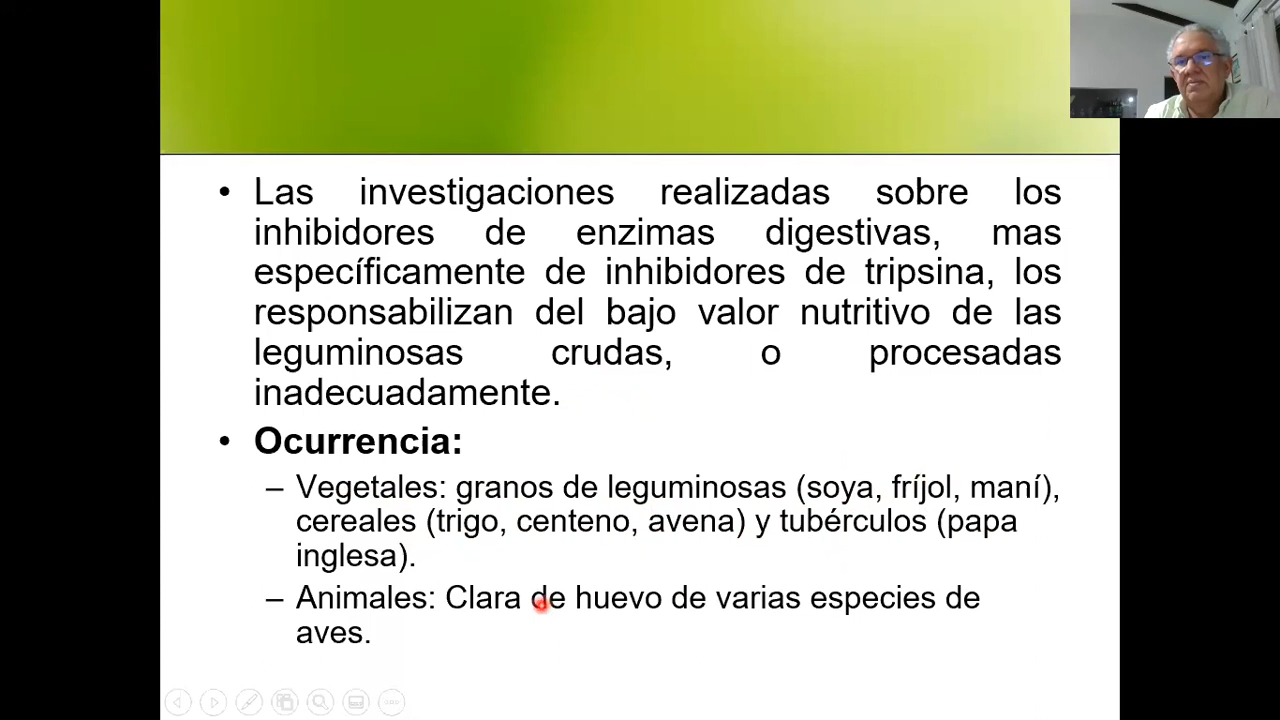 • Las investigaciones realizadas sobre los
inhibidores de enzimas digestivas, mas
específicamente de inhibidores de tripsina, los
responsabilizan del bajo valor nutritivo de las
leguminosas crudas, o procesadas
inadecuadamente.
• Ocurrencia:
– Vegetales: granos de leguminosas (soya, fríjol, maní),
cereales (trigo, centeno, avena) y tubérculos (papa
inglesa).
– Animales: Clara de huevo de varias especies de
aves.